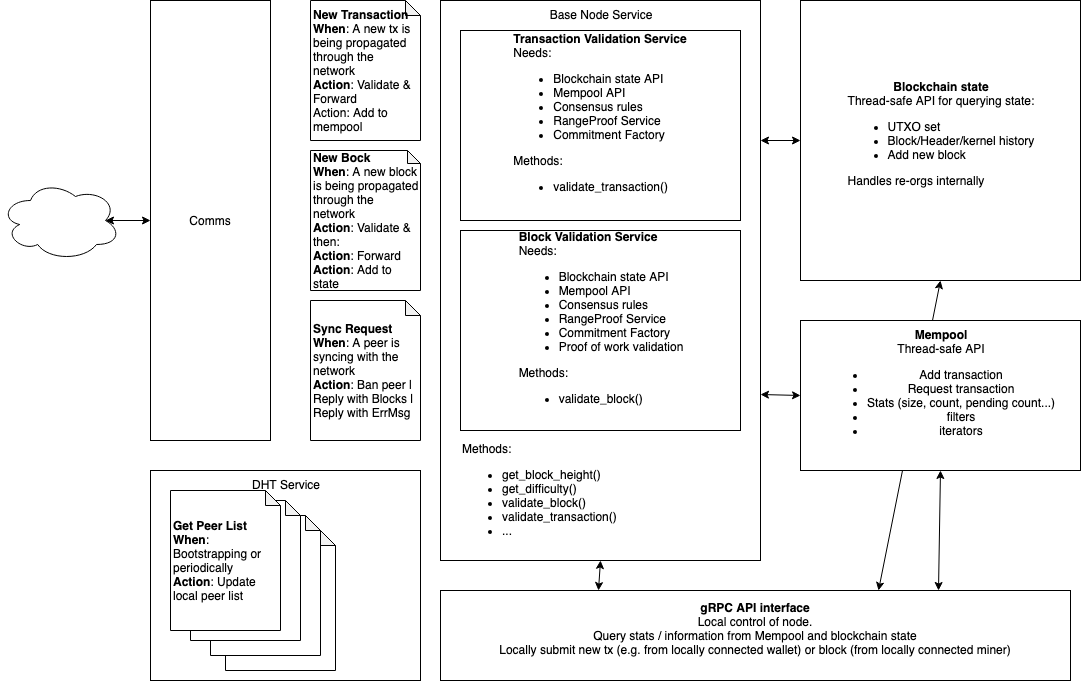 Comms
New Transaction
When: A new tx is
being propagated
through the
network
Action: Validate &
Forward
Action: Add to
mempool
New Bock
When: A new block
is being propagated
through the
network
Action: Validate &
then:
Action: Forward
Action: Add to
state
Sync Request
When: A peer is
syncing with the
network
Action: Ban peer |
Reply with Blocks |
Reply with ErrMsg
DHT Service
Get Peer List
When:
Bootstrapping or
periodically
Action: Update
local peer list
Base Node Service
Transaction Validation Service
Needs:
• Blockchain state API
• Mempool API
• Consensus rules
• RangeProof Service
• Commitment Factory
Methods:
• validate_transaction()
Block Validation Service
Needs:
• Blockchain state API
• Mempool API
• Consensus rules
• RangeProof Service
• Commitment Factory
• Proof of work validation
Methods:
• validate_block()
Methods:
• get_block_height()
• get_difficulty()
• validate_block()
• validate_transaction()
• ...
Blockchain state
Thread-safe API for querying state:
• UTXO set
• Block/Header/kernel history
• Add new block
Handles re-orgs internally
Mempool
Thread-safe API
• Add transaction
• Request transaction
• Stats (size, count, pending count...)
• filters
• iterators
gRPC API interface
Local control of node.
Query stats / information from Mempool and blockchain state
Locally submit new tx (e.g. from locally connected wallet) or block (from locally connected miner)